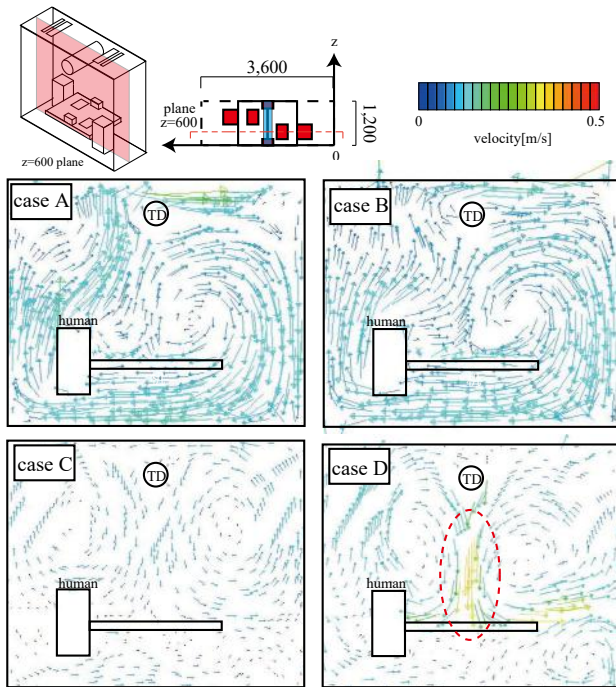 z
3,600
plane
z=600
1,200
0
z=600 plane
0
0.5
velocity[m/s]
case A
TD
human
case B
TD
human
case C
TD
human
case D
TD
human